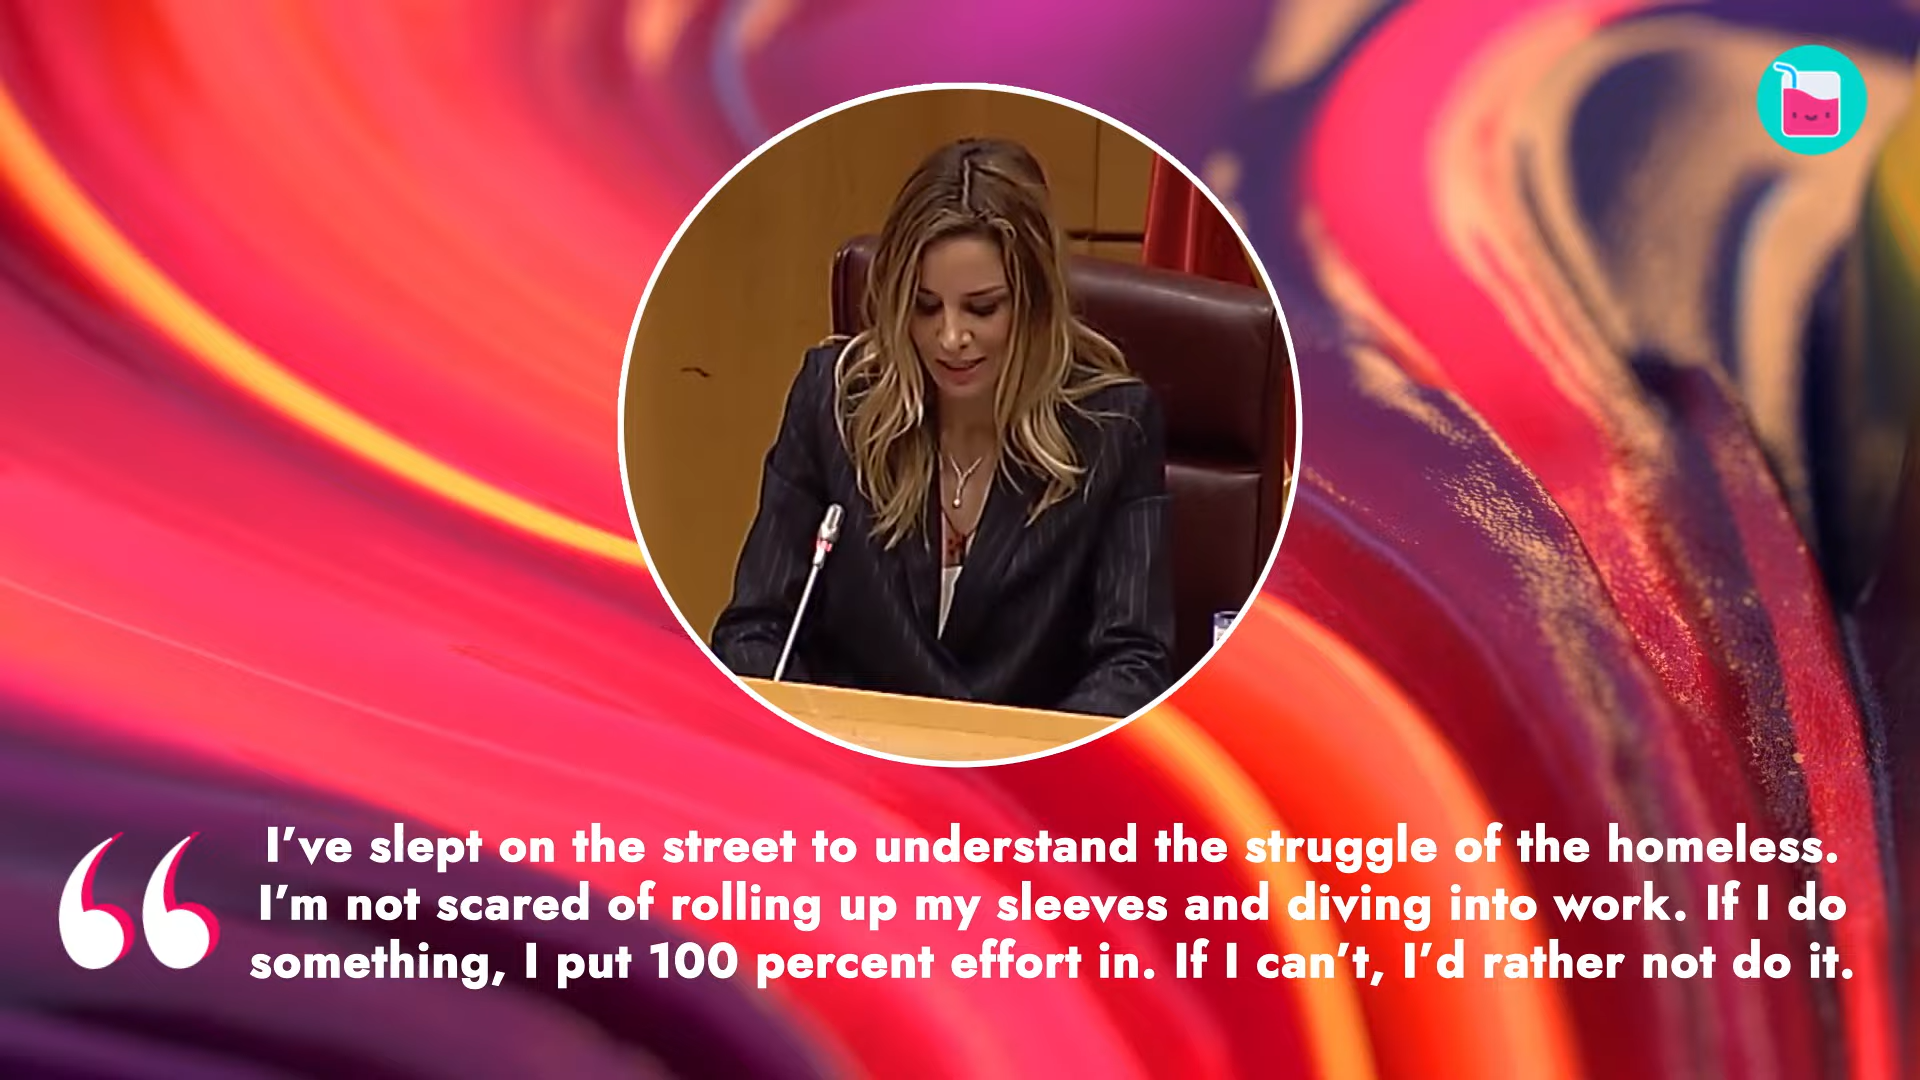 I’ve slept on the street to understand the struggle of the homeless.
I’m not scared of rolling up my sleeves and diving into work. If I do
something, I put 100 percent effort in. If I can’t, I’d rather not do it.